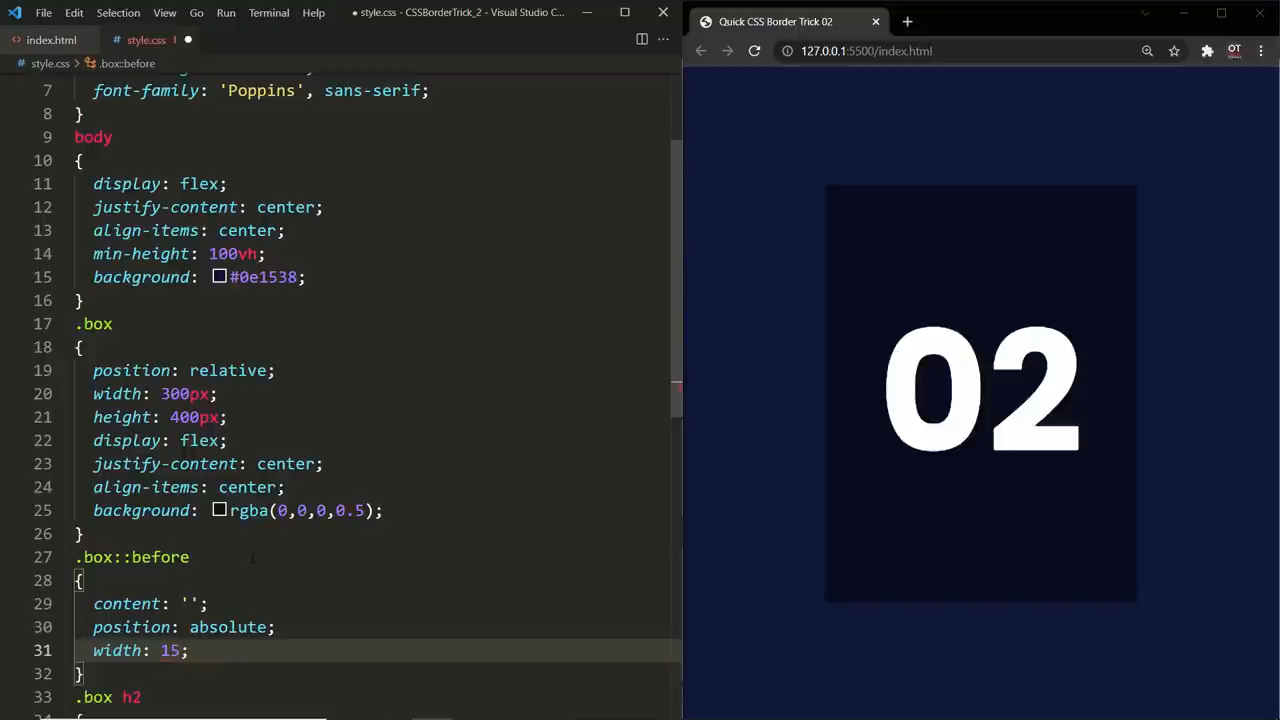 File Edit Selection View Go Run Terminal Help ● style.css - CSSBorderTrick_2 - Visual Studio C...
index.html # style.css 1 ●
style.css > .box::before
7 font-family: 'Poppins', sans-serif;
8 }
9 body
10 {
11 display: flex;
12 justify-content: center;
13 align-items: center;
14 min-height: 100vh;
15 background: #0e1538;
16 }
17 .box
18 {
19 position: relative;
20 width: 300px;
21 height: 400px;
22 display: flex;
23 justify-content: center;
24 align-items: center;
25 background: rgba(0,0,0,0.5);
26 }
27 .box::before
28 {
29 content: '';
30 position: absolute;
31 width: 15;
32 }
33 .box h2
Quick CSS Border Trick 02
127.0.0.1:5500/index.html
OT
02